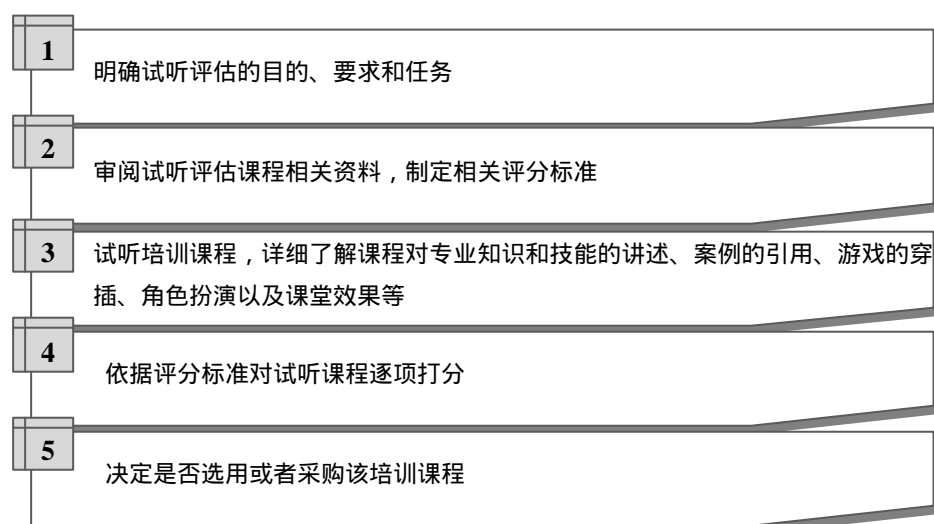 1
明确试听评估的目的、要求和任务
2
审阅试听评估课程相关资料，制定相关评分标准
3
试听培训课程，详细了解课程对专业知识和技能的讲述、案例的引用、游戏的穿
插、角色扮演以及课堂效果等
4
依据评分标准对试听课程逐项打分
5
决定是否选用或者采购该培训课程